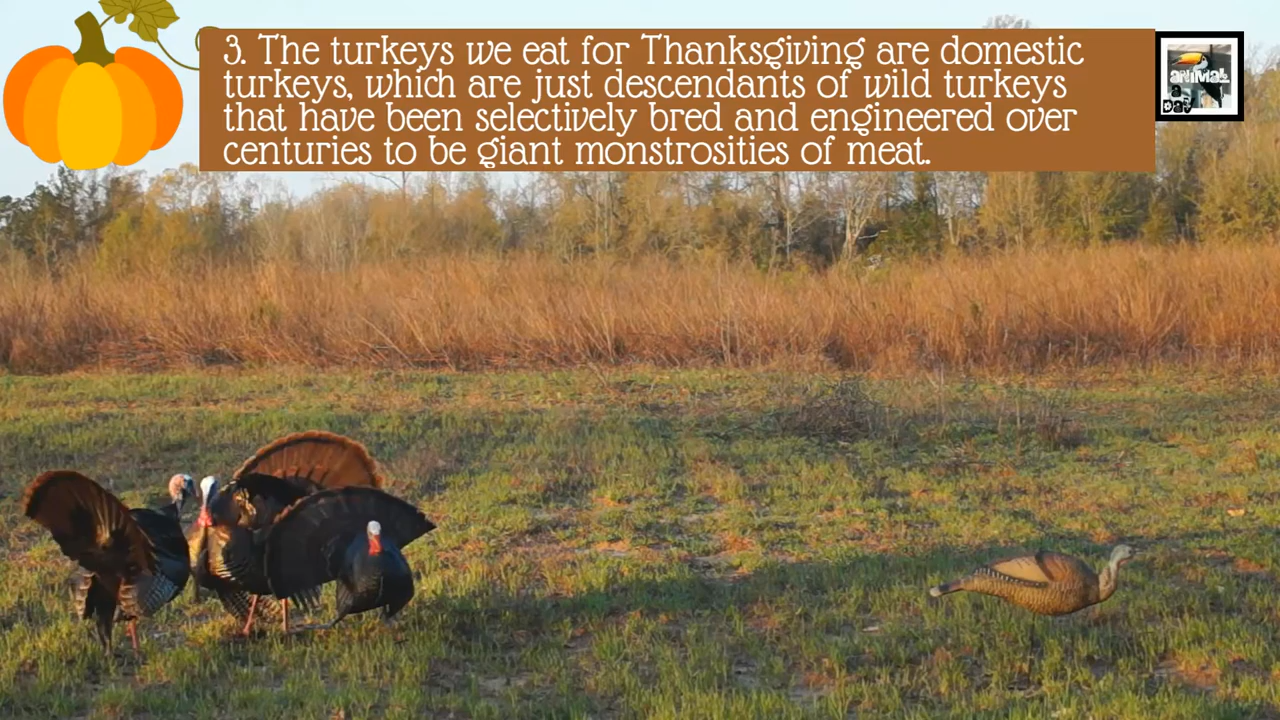 3. The turkeys we eat for Thanksgiving are domestic
turkeys, which are just descendants of wild turkeys
that have been selectively bred and engineered over
centuries to be giant monstrosities of meat.
ANIMAL